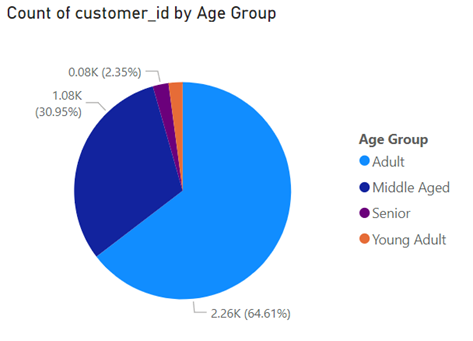 Count of customer_id by Age Group
0.08K (2.35%)
1.08K
(30.95%)
Age Group
Adult
Middle Aged
Senior
Young Adult
2.26K (64.61%)